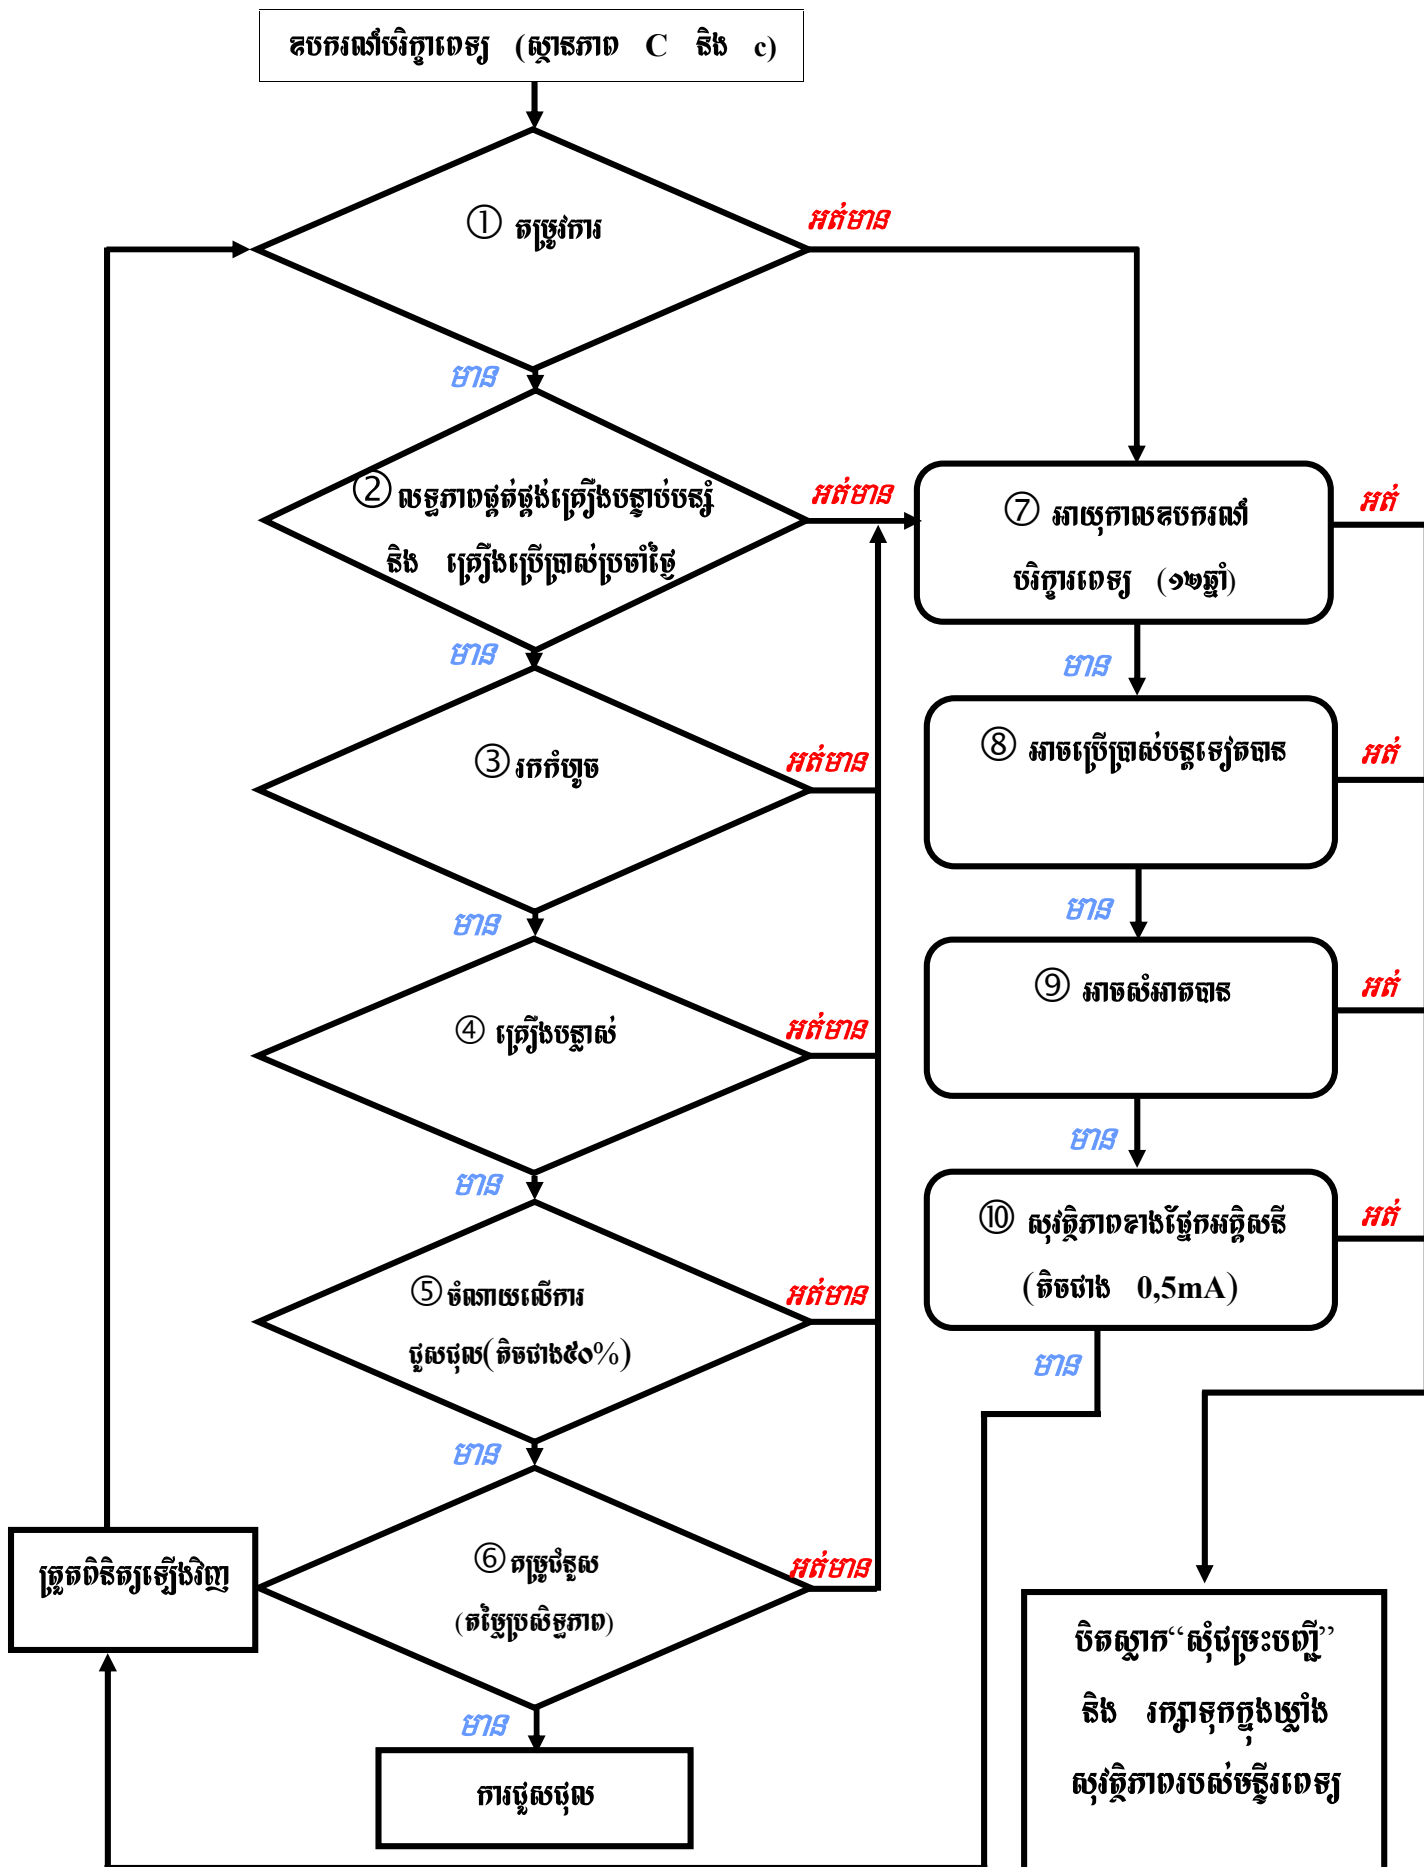 ឧបករណ៍បរិក្ខាពេទ្យ (ស្ថានភាព C និង c)
① តម្រូវការ
អត់មាន
មាន
② លទ្ធភាពផ្គត់ផ្គង់គ្រឿងបន្ទាប់បន្សំ
និង គ្រឿងប្រើប្រាស់ប្រចាំថ្ងៃ
អត់មាន
មាន
③ រកកំហូច
អត់មាន
មាន
④ គ្រឿងបន្លាស់
អត់មាន
មាន
⑤ ចំណាយលើការ
ជួសជុល(តិចជាង៥០%)
អត់មាន
មាន
⑥ គម្រូជំនួស
(តម្លៃប្រសិទ្ធភាព)
អត់មាន
មាន
ការជួសជុល
ត្រួតពិនិត្យឡើងវិញ
⑦ អាយុកាលឧបករណ៍
បរិក្ខារពេទ្យ (១២ឆ្នាំ)
អត់
មាន
⑧ អាចប្រើប្រាស់បន្តទៀតបាន
អត់
មាន
⑨ អាចសំអាតបាន
អត់
មាន
⑩ សុវត្ថិភាពខាងផ្នែកអគ្គិសនី
(តិចជាង 0,5mA)
អត់
មាន
បិតស្លាក“សុំជម្រះបញ្ជី”
និង រក្សាទុកក្នុងឃ្លាំង
សុវត្ថិភាពរបស់មន្ទីរពេទ្យ